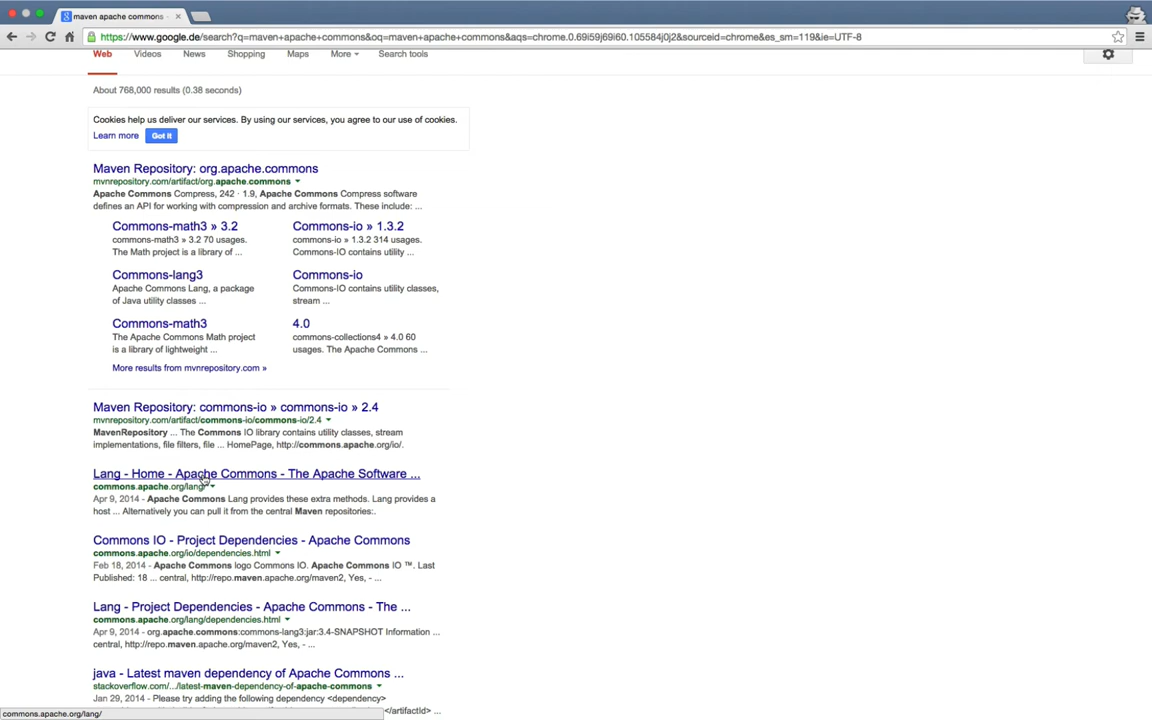 maven apache commons
https://www.google.de/search?q=maven+apache+commons&oq=maven+apache+commons&aqs=chrome.0.69i59j69i60.105584j0j2&sourceid=chrome&es_sm=119&ie=UTF-8
Web Videos News Shopping Maps More Search tools
About 768,000 results (0.38 seconds)
Cookies help us deliver our services. By using our services, you agree to our use of cookies.
Learn more Got it
Maven Repository: org.apache.commons
mvnrepository.com/artifact/org.apache.commons
Apache Commons Compress, 242 · 1.9, Apache Commons Compress software
defines an API for working with compression and archive formats. These include: ...
Commons-math3 » 3.2
commons-math3 » 3.2 70 usages.
The Math project is a library of ...
Commons-io » 1.3.2
commons-io » 1.3.2 314 usages.
Commons-IO contains utility ...
Commons-lang3
Apache Commons Lang, a package
of Java utility classes ...
Commons-io
Commons-IO contains utility classes,
stream ...
Commons-math3
The Apache Commons Math project
is a library of lightweight ...
4.0
commons-collections4 » 4.0 60
usages. The Apache Commons ...
More results from mvnrepository.com »
Maven Repository: commons-io » commons-io » 2.4
mvnrepository.com/artifact/commons-io/commons-io/2.4
MavenRepository ... The Commons IO library contains utility classes, stream
implementations, file filters, file ... HomePage, http://commons.apache.org/io/.
Lang - Home - Apache Commons - The Apache Software ...
commons.apache.org/lang/
Apr 9, 2014 - Apache Commons Lang provides these extra methods. Lang provides a
host ... Alternatively you can pull it from the central Maven repositories:.
Commons IO - Project Dependencies - Apache Commons
commons.apache.org/io/dependencies.html
Feb 18, 2014 - Apache Commons logo Commons IO. Apache Commons IO ™. Last
Published: 18 ... central, http://repo.maven.apache.org/maven2, Yes, - ...
Lang - Project Dependencies - Apache Commons - The ...
commons.apache.org/lang/dependencies.html
Apr 9, 2014 - org.apache.commons:commons-lang3:jar:3.4-SNAPSHOT Information ...
central, http://repo.maven.apache.org/maven2, Yes, - ...
java - Latest maven dependency of Apache Commons ...
stackoverflow.com/.../latest-maven-dependency-of-apache-commons
Jan 29, 2014 - Please try adding the following dependency <dependency>
</artifactId> ...
commons.apache.org/lang/